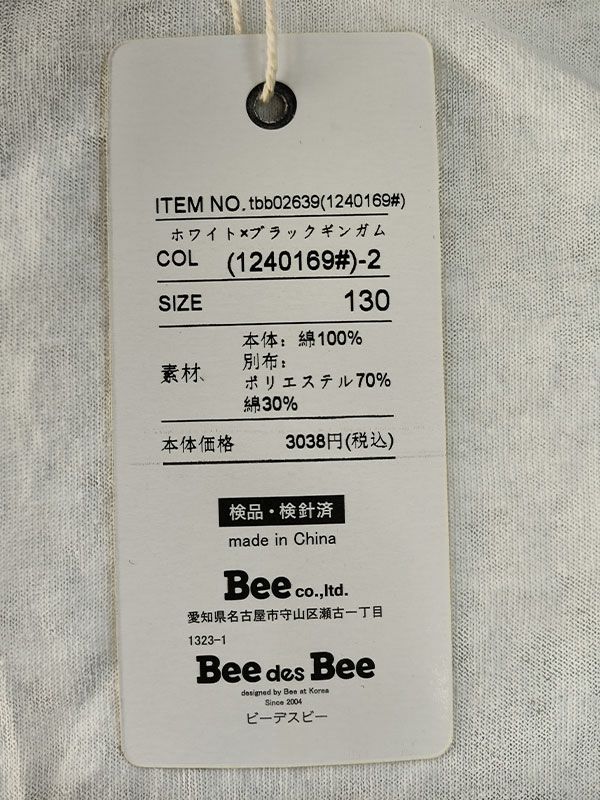 ITEM NO. tbb02639(1240169#)
ホワイト×ブラックギンガム
COL (1240169#)-2
SIZE 130
本体: 綿100%
別布:
素材 ポリエステル70%
綿30%
本体価格 3038円(税込)
検品・検針済
made in China
Bee co.,ltd.
愛知県名古屋市守山区瀬古一丁目
1323-1
Bee des Bee
designed by Bee at Korea
Since 2004
ビーデスビー